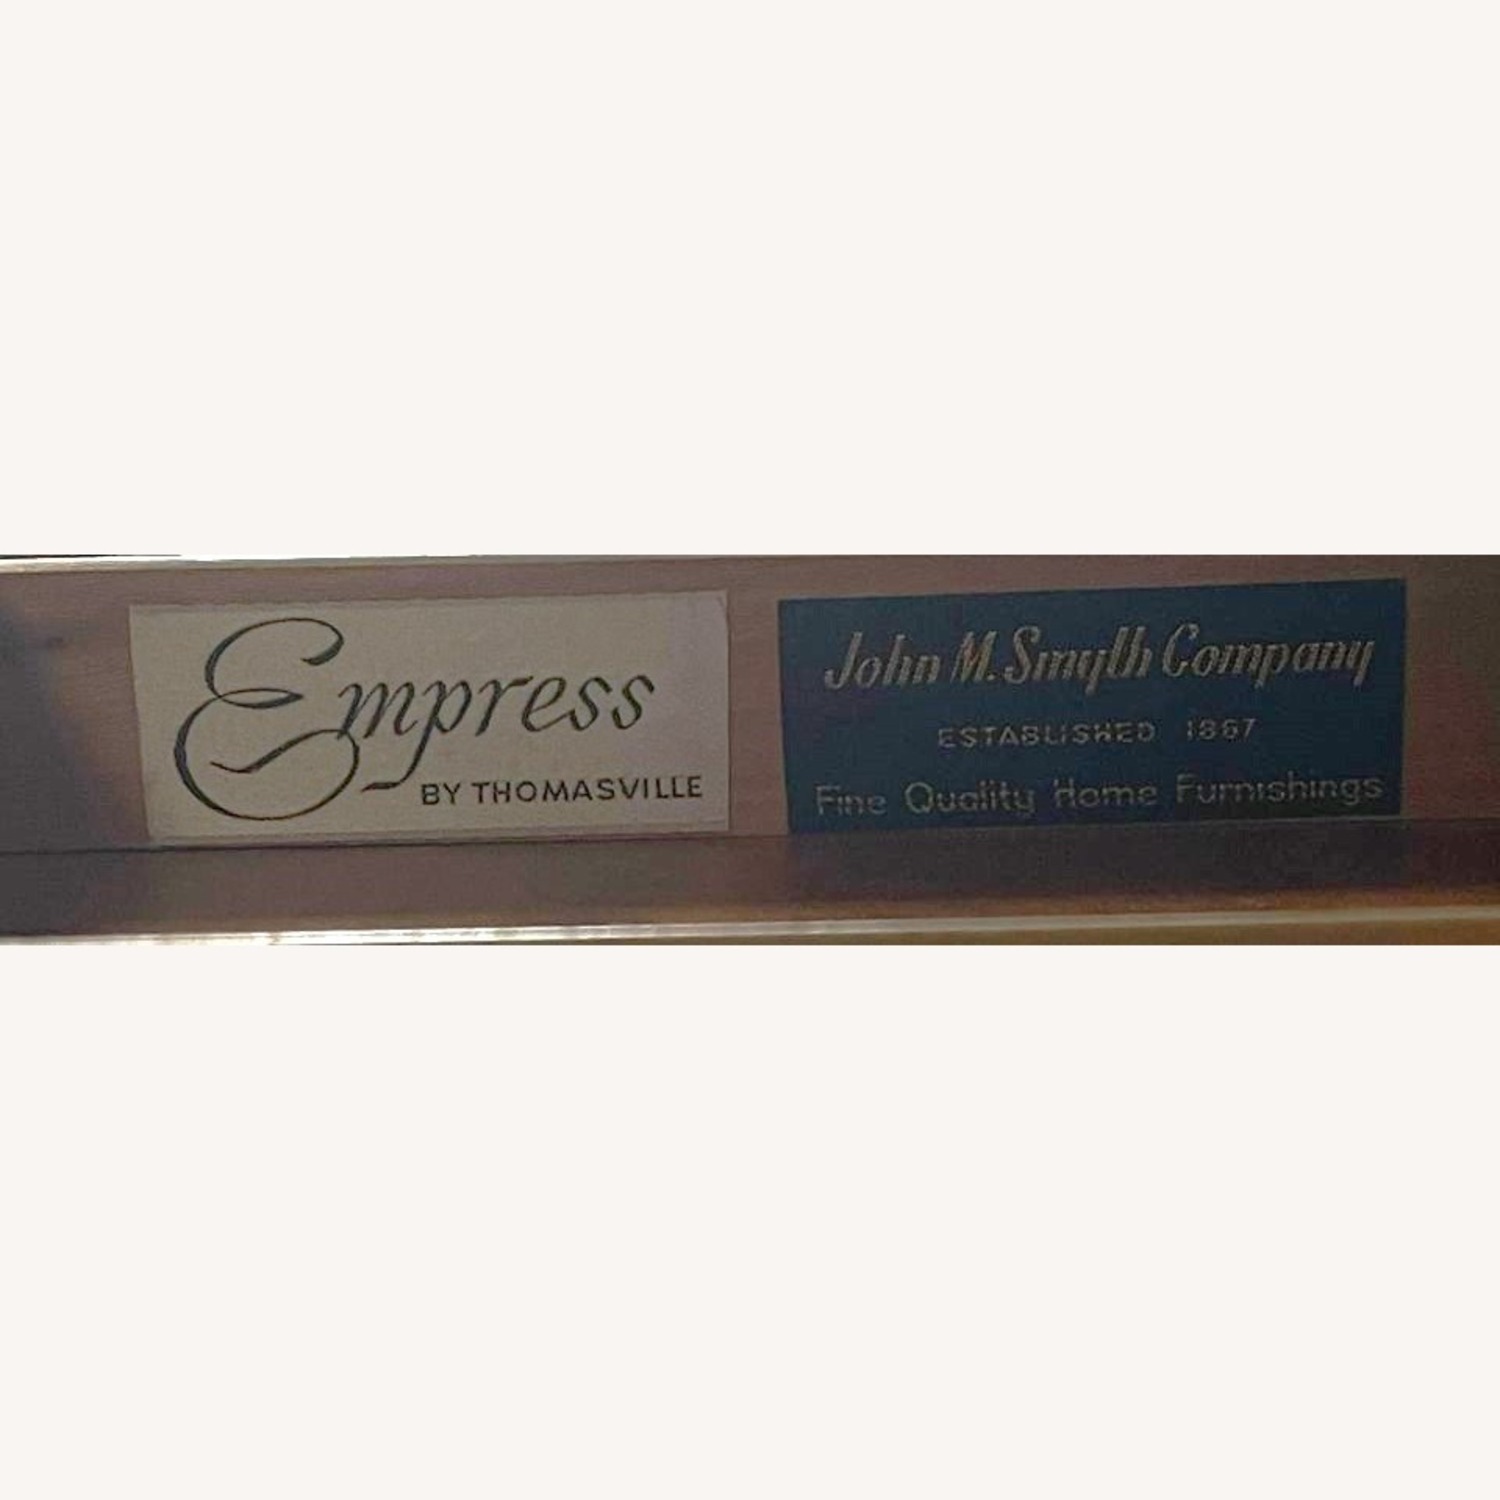 Empress
BY THOMASVILLE
John M. Smyth Company
ESTABLISHED 1867
Fine Quality Home Furnishings